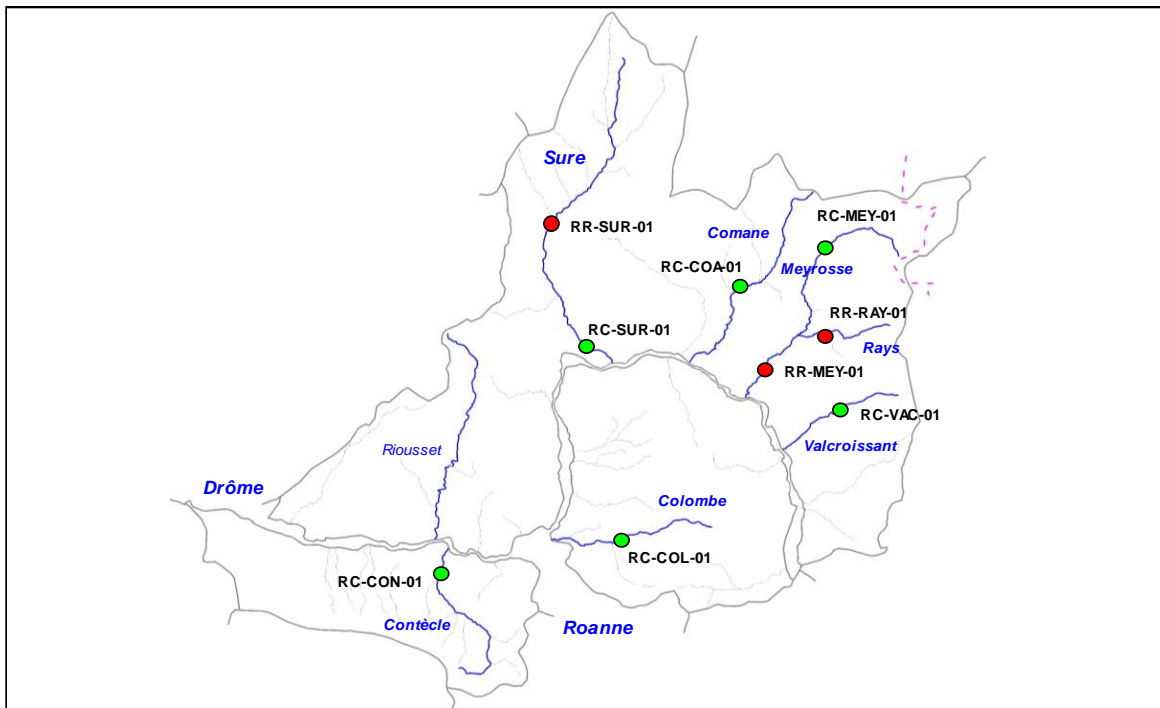 Sure
RC-MEY-01
RR-SUR-01
Comane
RC-COA-01
Meyrosse
RR-RAY-01
RC-SUR-01
Rays
RR-MEY-01
RC-VAC-01
Valcroissant
Riousset
Drôme
Colombe
RC-COL-01
RC-CON-01
Contècle
Roanne